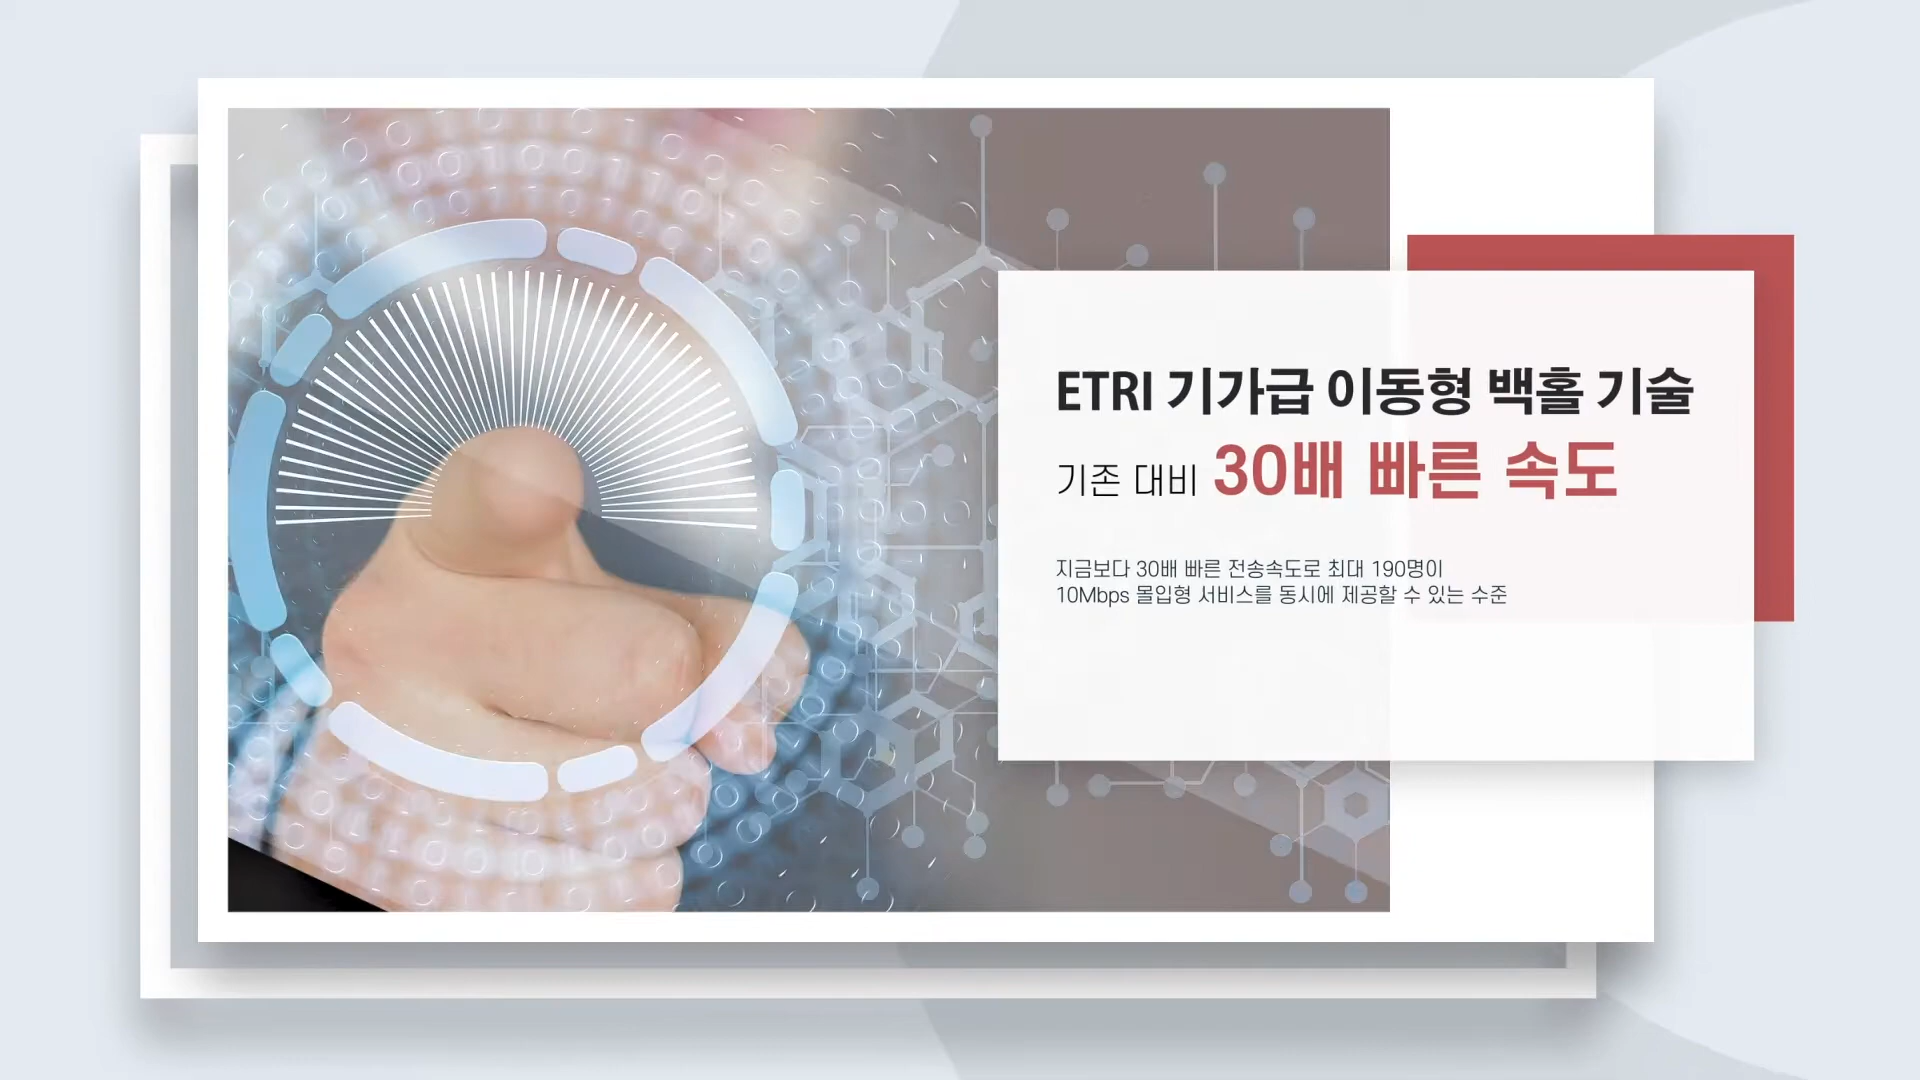 ETRI 기가급 이동형 백홀 기술
기존 대비 30배 빠른 속도
지금보다 30배 빠른 전송속도로 최대 190명이
10Mbps 몰입형 서비스를 동시에 제공할 수 있는 수준